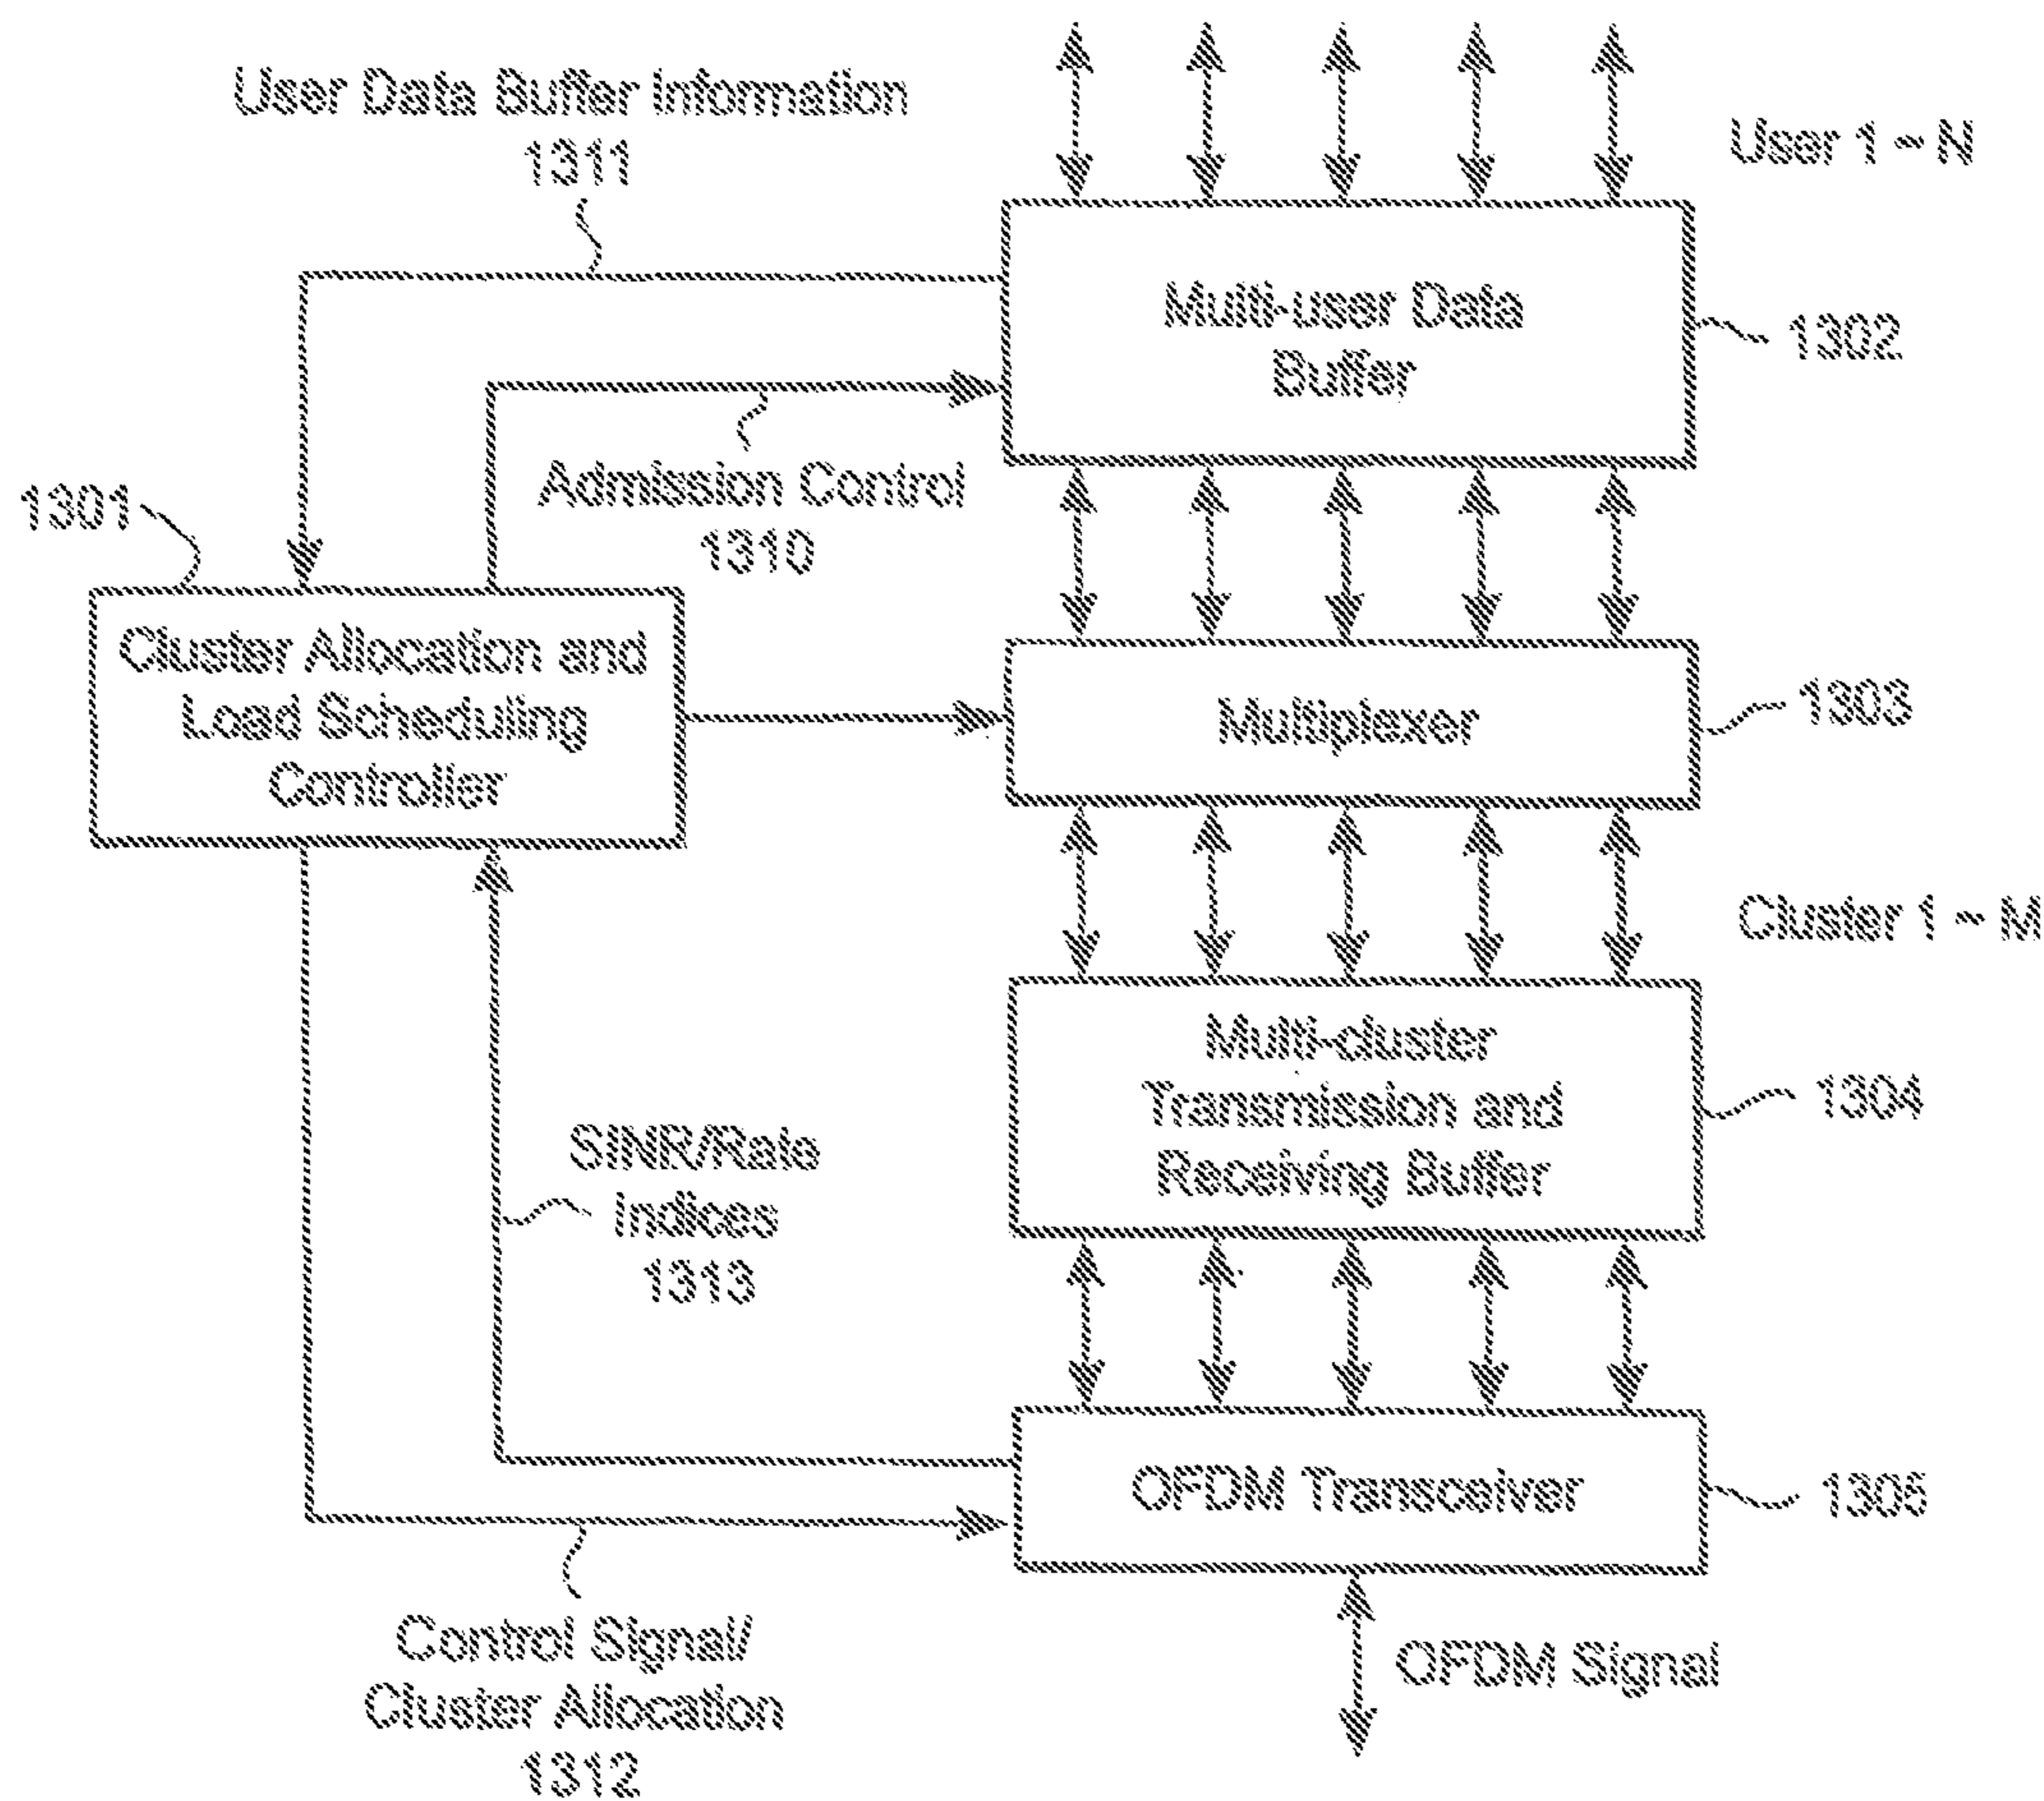 User Data Buffer Information
1311
User 1 ~ N
Multi-user Data
Buffer
1302
Admission Control
1310
1301
Cluster Allocation and
Load Scheduling
Controller
Multiplexer
1303
Cluster 1 ~ M
Multi-cluster
Transmission and
Receiving Buffer
1304
SINR/Rate
Indices
1313
OFDM Transceiver
1305
Control Signal/
Cluster Allocation
1312
OFDM Signal